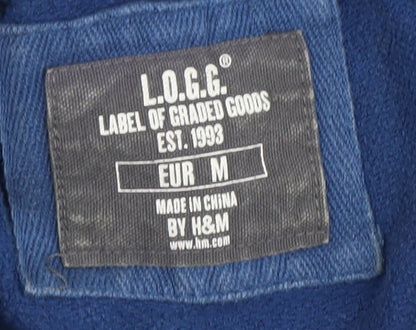 L.O.G.G.®
LABEL OF GRADED GOODS
EST. 1993
EUR M
MADE IN CHiNA
BY H&M
www.hm.com